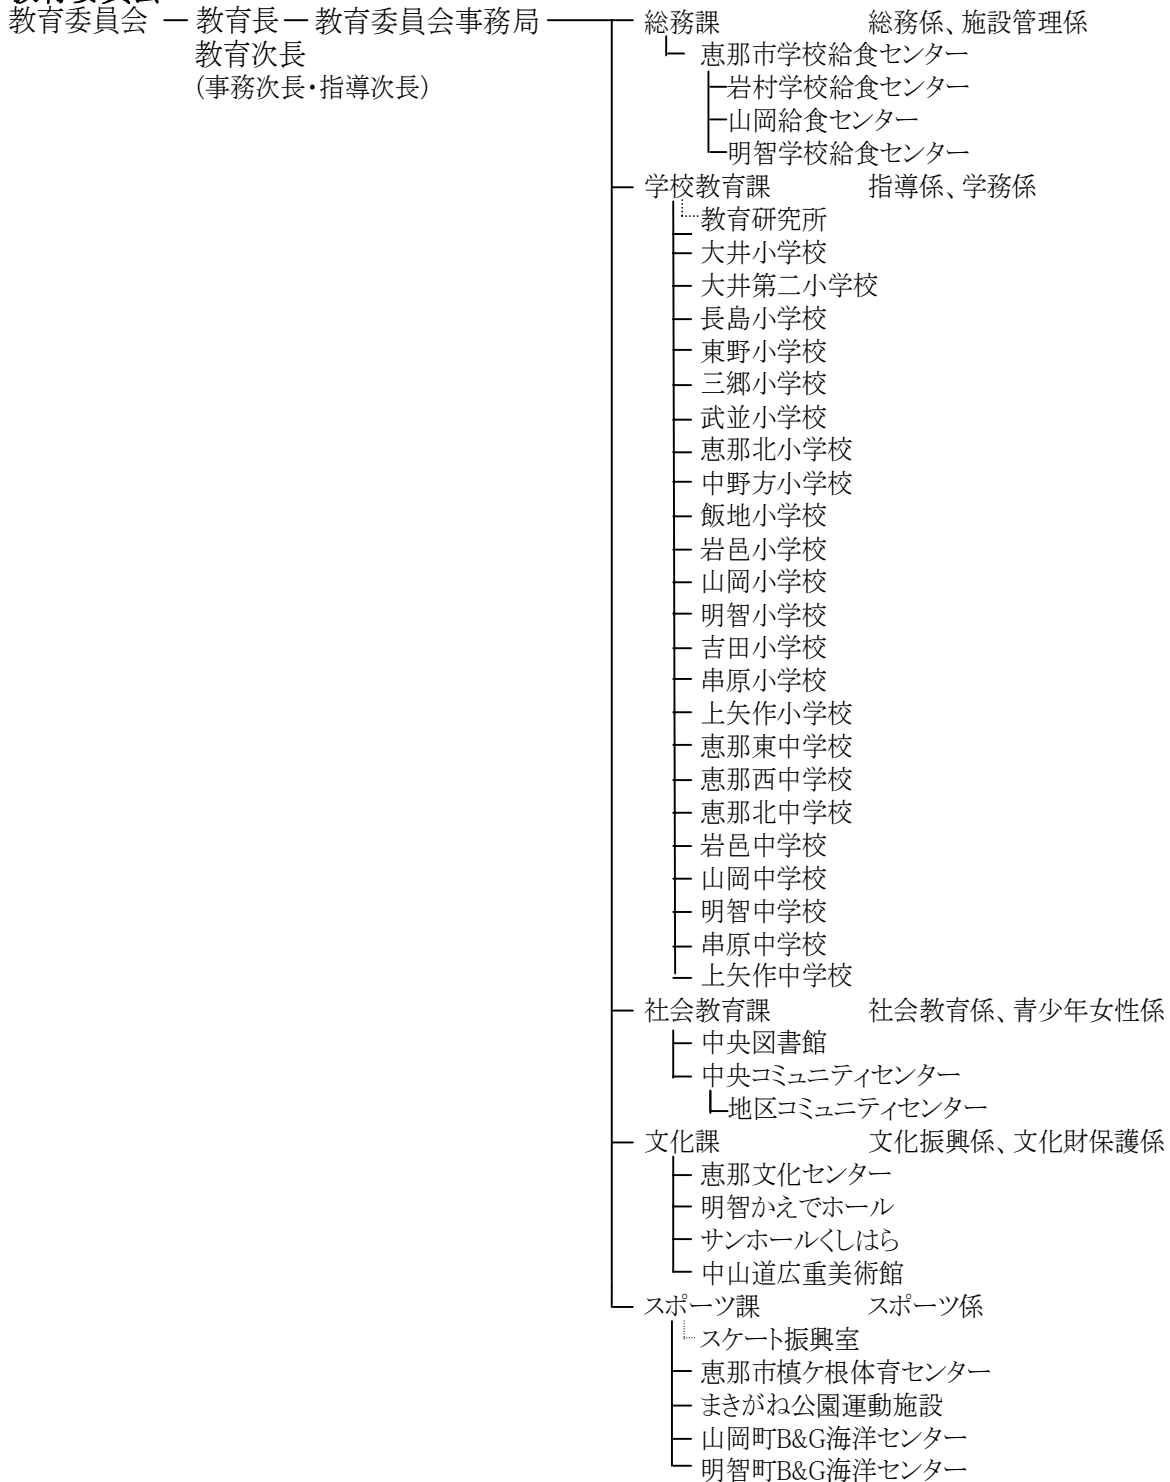 教育委員会
教育委員会 教育長 教育委員会事務局 総務課 総務係、施設管理係
教育次長 恵那市学校給食センター
(事務次長・指導次長) 岩村学校給食センター
山岡給食センター
明智学校給食センター
学校教育課 指導係、学務係
教育研究所
大井小学校
大井第二小学校
長島小学校
東野小学校
三郷小学校
武並小学校
恵那北小学校
中野方小学校
飯地小学校
岩邑小学校
山岡小学校
明智小学校
吉田小学校
串原小学校
上矢作小学校
恵那東中学校
恵那西中学校
恵那北中学校
岩邑中学校
山岡中学校
明智中学校
串原中学校
上矢作中学校
社会教育課 社会教育係、青少年女性係
中央図書館
中央コミュニティセンター
地区コミュニティセンター
文化課 文化振興係、文化財保護係
恵那文化センター
明智かえでホール
サンホールくしはら
中山道広重美術館
スポーツ課 スポーツ係
スケート振興室
恵那市槙ケ根体育センター
まきがね公園運動施設
山岡町B&G海洋センター
明智町B&G海洋センター